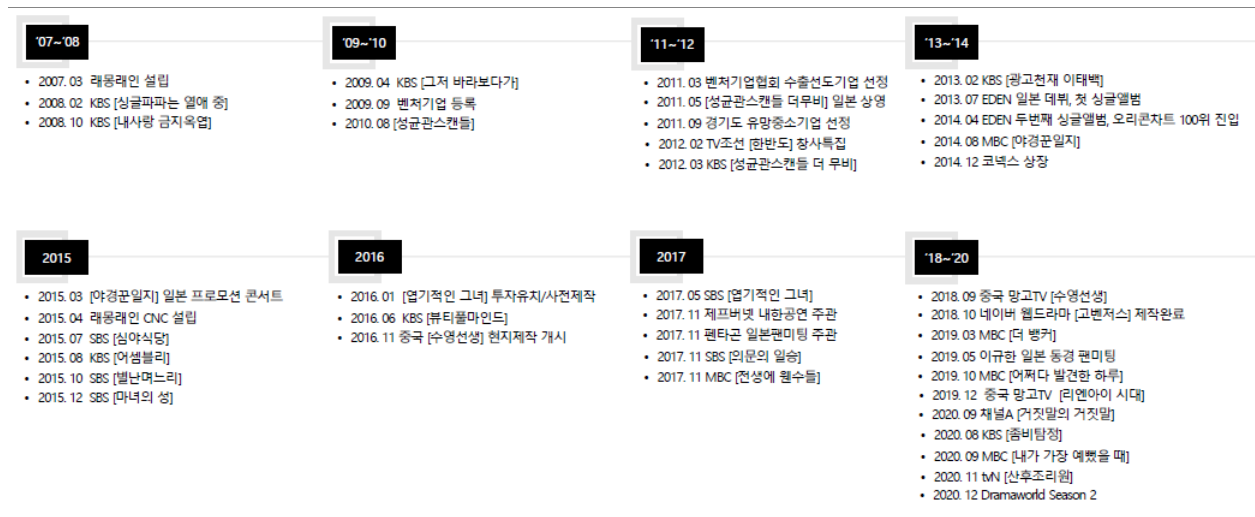 '07~'08
• 2007. 03 래몽래인 설립
• 2008. 02 KBS [싱글파파는 열애 중]
• 2008. 10 KBS [내사랑 금지옥엽]
'09~'10
• 2009. 04 KBS [그저 바라보다가]
• 2009. 09 벤처기업 등록
• 2010. 08 [성균관스캔들]
'11~'12
• 2011. 03 벤처기업협회 수출선도기업 선정
• 2011. 05 [성균관스캔들 더무비] 일본 상영
• 2011. 09 경기도 유망중소기업 선정
• 2012. 02 TV조선 [한반도] 창사특집
• 2012. 03 KBS [성균관스캔들 더 무비]
'13~'14
• 2013. 02 KBS [광고천재 이태백]
• 2013. 07 EDEN 일본 데뷔, 첫 싱글앨범
• 2014. 04 EDEN 두번째 싱글앨범, 오리콘차트 100위 진입
• 2014. 08 MBC [야경꾼일지]
• 2014. 12 코넥스 상장
2015
• 2015. 03 [야경꾼일지] 일본 프로모션 콘서트
• 2015. 04 래몽래인 CNC 설립
• 2015. 07 SBS [심야식당]
• 2015. 08 KBS [어셈블리]
• 2015. 10 SBS [별난며느리]
• 2015. 12 SBS [마녀의 성]
2016
• 2016. 01 [엽기적인 그녀] 투자유치/사전제작
• 2016. 06 KBS [뷰티풀마인드]
• 2016. 11 중국 [수영선생] 현지제작 개시
2017
• 2017. 05 SBS [엽기적인 그녀]
• 2017. 11 제프버넷 내한공연 주관
• 2017. 11 펜타곤 일본팬미팅 주관
• 2017. 11 SBS [의문의 일승]
• 2017. 11 MBC [전생에 웬수들]
'18~'20
• 2018. 09 중국 망고TV [수영선생]
• 2018. 10 네이버 웹드라마 [고벤저스] 제작완료
• 2019. 03 MBC [더 뱅커]
• 2019. 05 이규한 일본 동경 팬미팅
• 2019. 10 MBC [어쩌다 발견한 하루]
• 2019. 12 중국 망고TV [리엔아이 시대]
• 2020. 09 채널A [거짓말의 거짓말]
• 2020. 08 KBS [좀비탐정]
• 2020. 09 MBC [내가 가장 예뻤을 때]
• 2020. 11 tvN [산후조리원]
• 2020. 12 Dramaworld Season 2